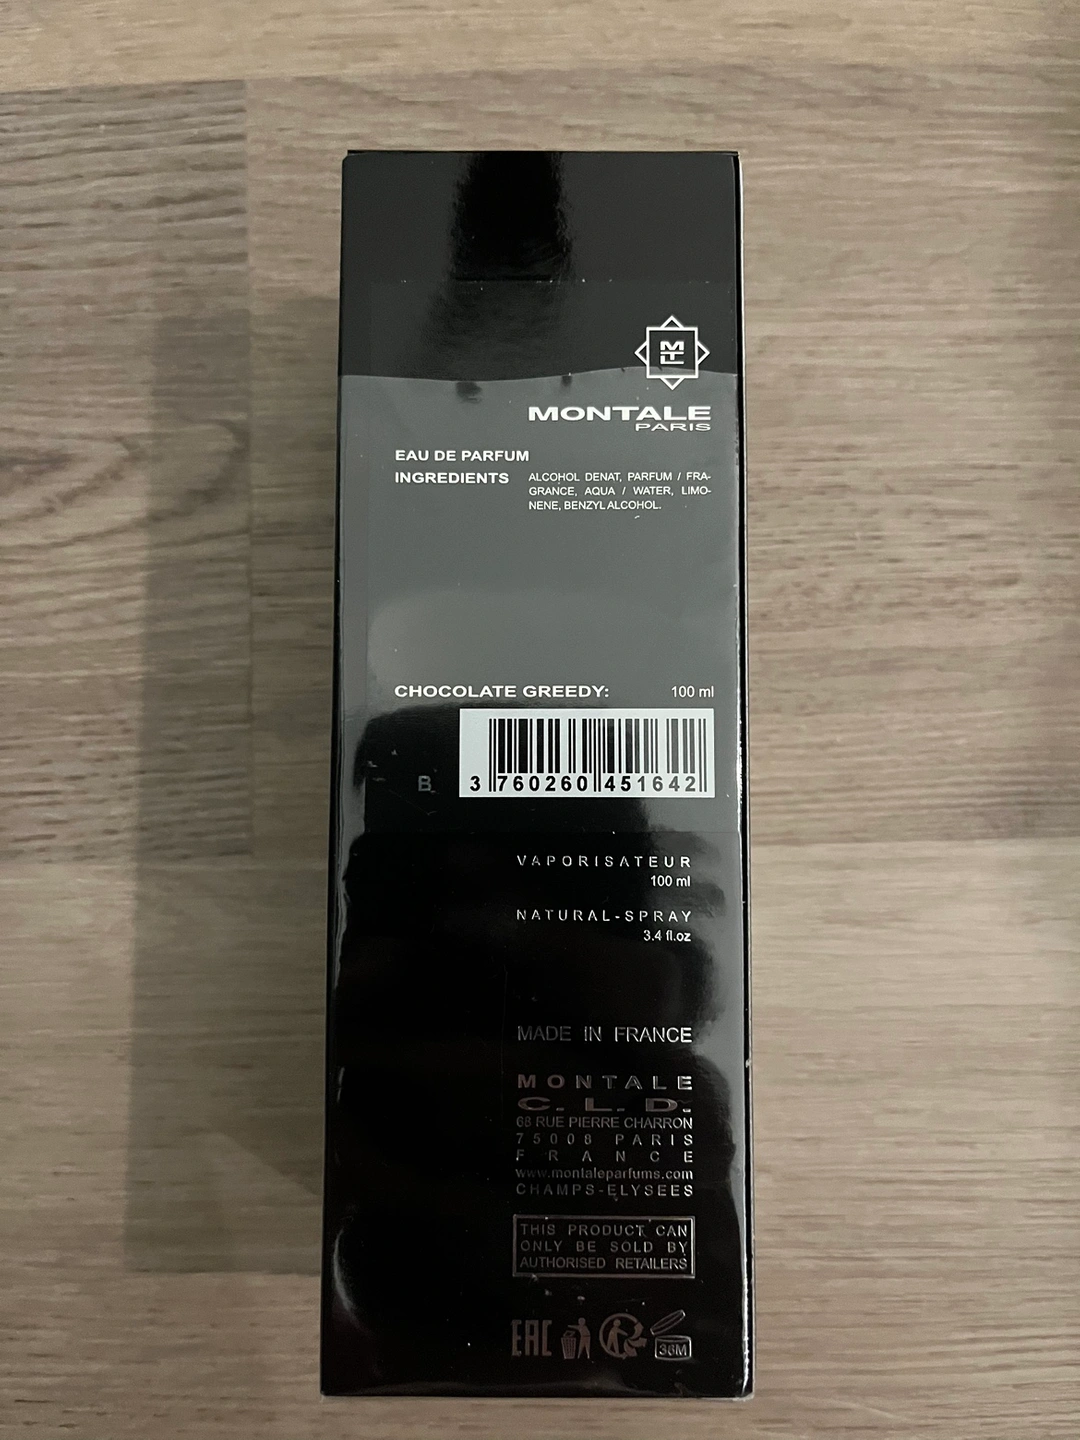 MTL
MONTALE
PARIS
EAU DE PARFUM
INGREDIENTS
ALCOHOL DENAT, PARFUM / FRA-
GRANCE, AQUA / WATER, LIMO-
NENE, BENZYL ALCOHOL.
CHOCOLATE GREEDY: 100 ml
B 3 760260 451642
VAPORISATEUR
100 ml
NATURAL-SPRAY
3.4 fl.oz
MADE IN FRANCE
MONTALE
C. L. D.
68 RUE PIERRE CHARRON
75008 PARIS
FRANCE
www.montaleparfums.com
CHAMPS-ELYSEES
THIS PRODUCT CAN
ONLY BE SOLD BY
AUTHORISED RETAILERS
EAC 36M